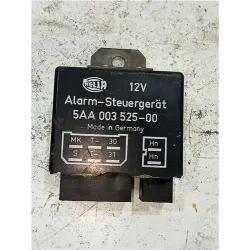 HELLA 12V
Alarm-Steuergerät
5AA 003 525-00
Made in Germany
MK T- 30 Hn
31 Hn